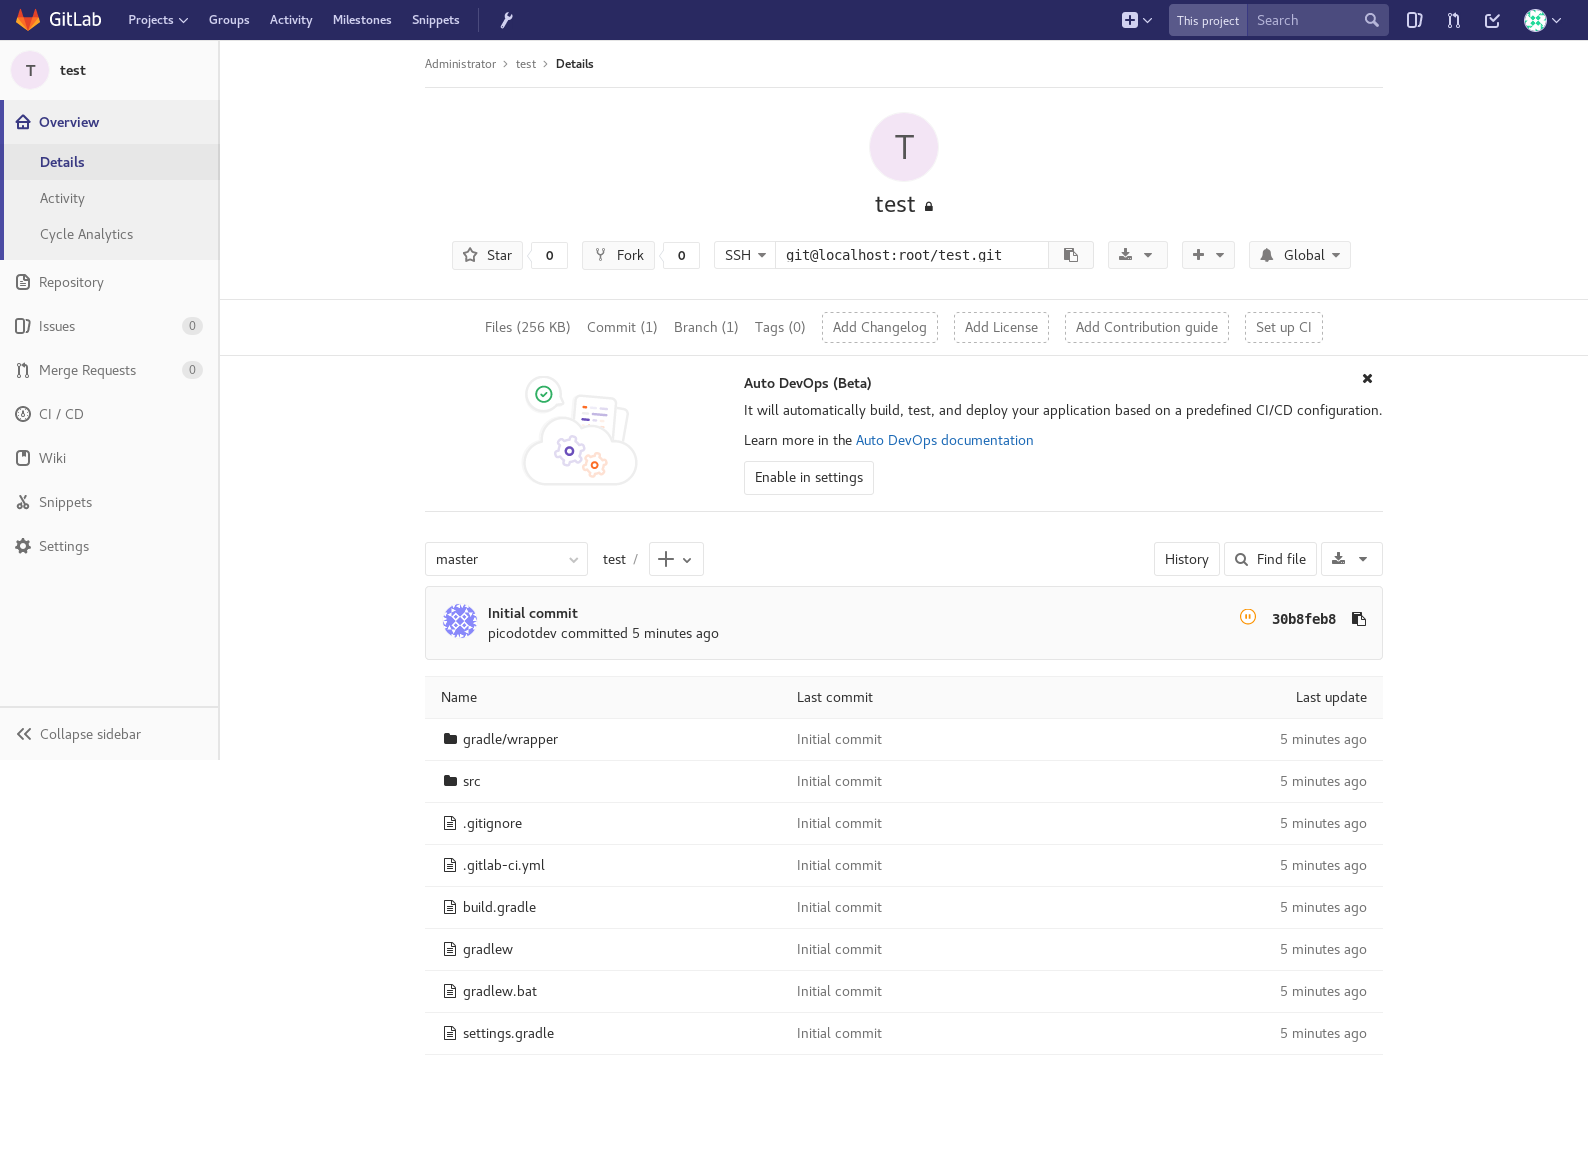 GitLab Projects Groups Activity Milestones Snippets This project Search
T test
Overview
Details
Activity
Cycle Analytics
Repository
Issues 0
Merge Requests 0
CI / CD
Wiki
Snippets
Settings
Collapse sidebar
Administrator > test > Details
T
test
Star 0 Fork 0 SSH git@localhost:root/test.git Global
Files (256 KB) Commit (1) Branch (1) Tags (0) Add Changelog Add License Add Contribution guide Set up CI
Auto DevOps (Beta)
It will automatically build, test, and deploy your application based on a predefined CI/CD configuration.
Learn more in the Auto DevOps documentation
Enable in settings
master test / History Find file
Initial commit
picodotdev committed 5 minutes ago
30b8feb8
Name Last commit Last update
gradle/wrapper Initial commit 5 minutes ago
src Initial commit 5 minutes ago
.gitignore Initial commit 5 minutes ago
.gitlab-ci.yml Initial commit 5 minutes ago
build.gradle Initial commit 5 minutes ago
gradlew Initial commit 5 minutes ago
gradlew.bat Initial commit 5 minutes ago
settings.gradle Initial commit 5 minutes ago